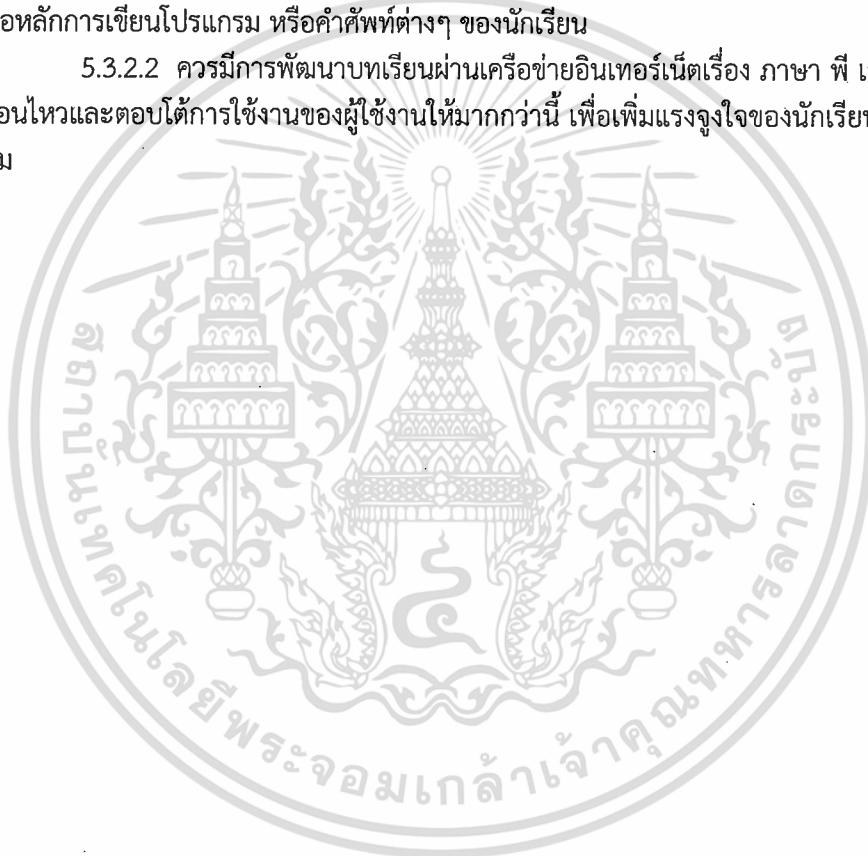 อหลักการเขียนโปรแกรม หรือคำศัพท์ต่างๆ ของนักเรียน
5.3.2.2 ควรมีการพัฒนาบทเรียนผ่านเครือข่ายอินเทอร์เน็ตเรื่อง ภาษา พี เ
อนไหวและตอบโต้การใช้งานของผู้ใช้งานให้มากกว่านี้ เพื่อเพิ่มแรงจูงใจของนักเรียน
ม
สถาบันเทคโนโลยีพระจอมเกล้าเจ้าคุณทหารลาดกระบัง
๔